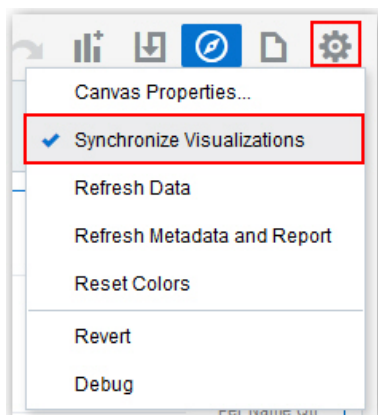 Canvas Properties...
Synchronize Visualizations
Refresh Data
Refresh Metadata and Report
Reset Colors
Revert
Debug